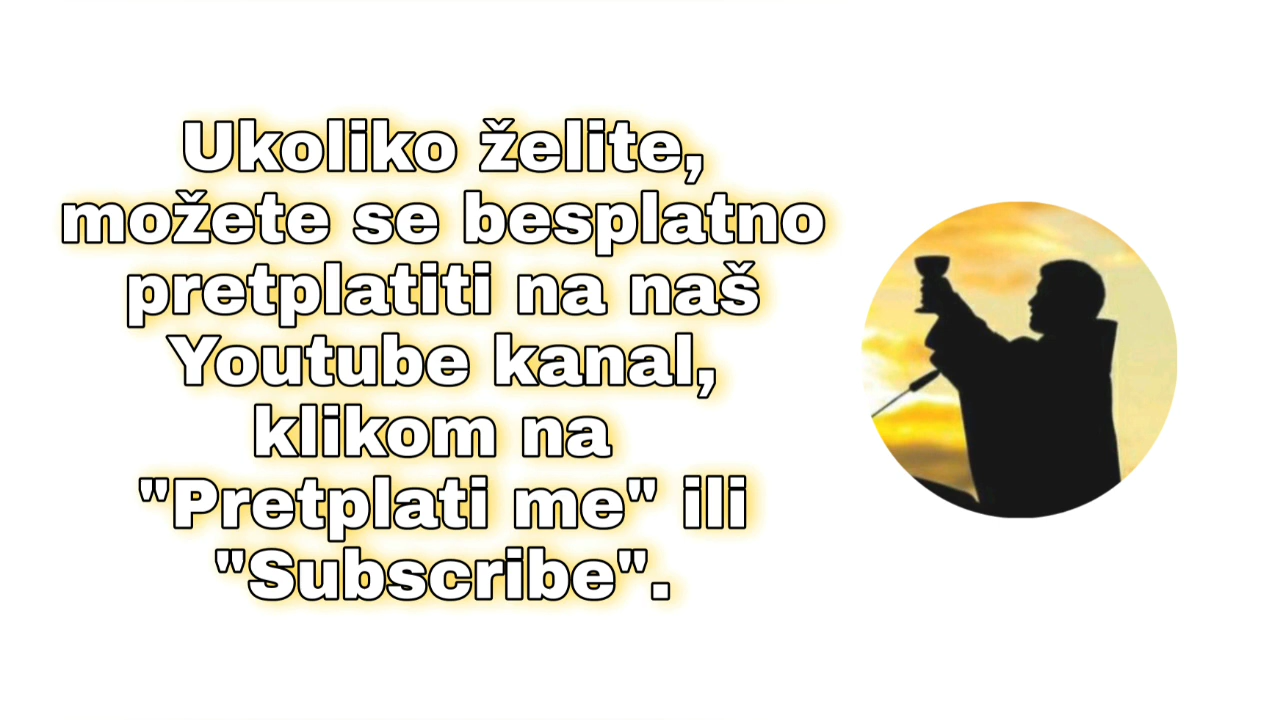 Ukoliko želite,
možete se besplatno
pretplatiti na naš
Youtube kanal,
klikom na
"Pretplati me" ili
"Subscribe".